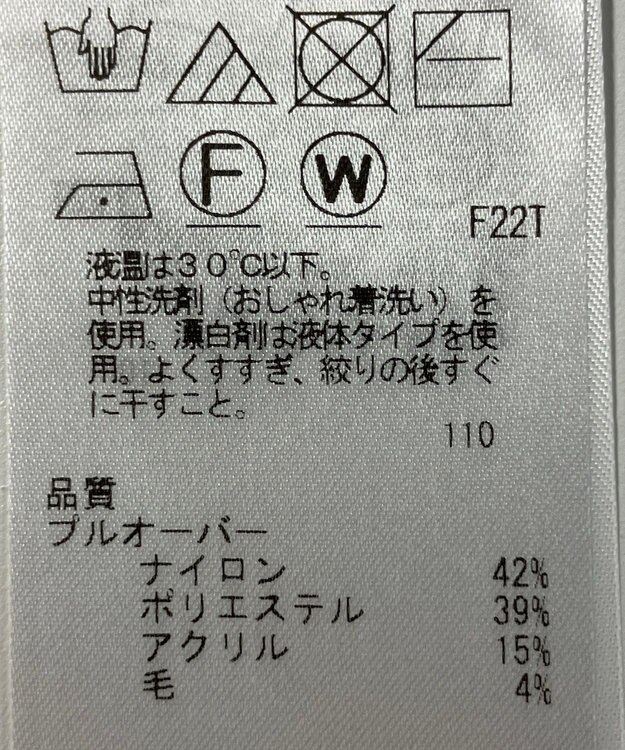 F
W
F22T
液温は30℃以下。
中性洗剤（おしゃれ着洗い）を
使用。漂白剤は液体タイプを使
用。よくすすぎ、絞りの後すぐ
に干すこと。
110
品質
プルオーバー
ナイロン 42%
ポリエステル 39%
アクリル 15%
毛 4%